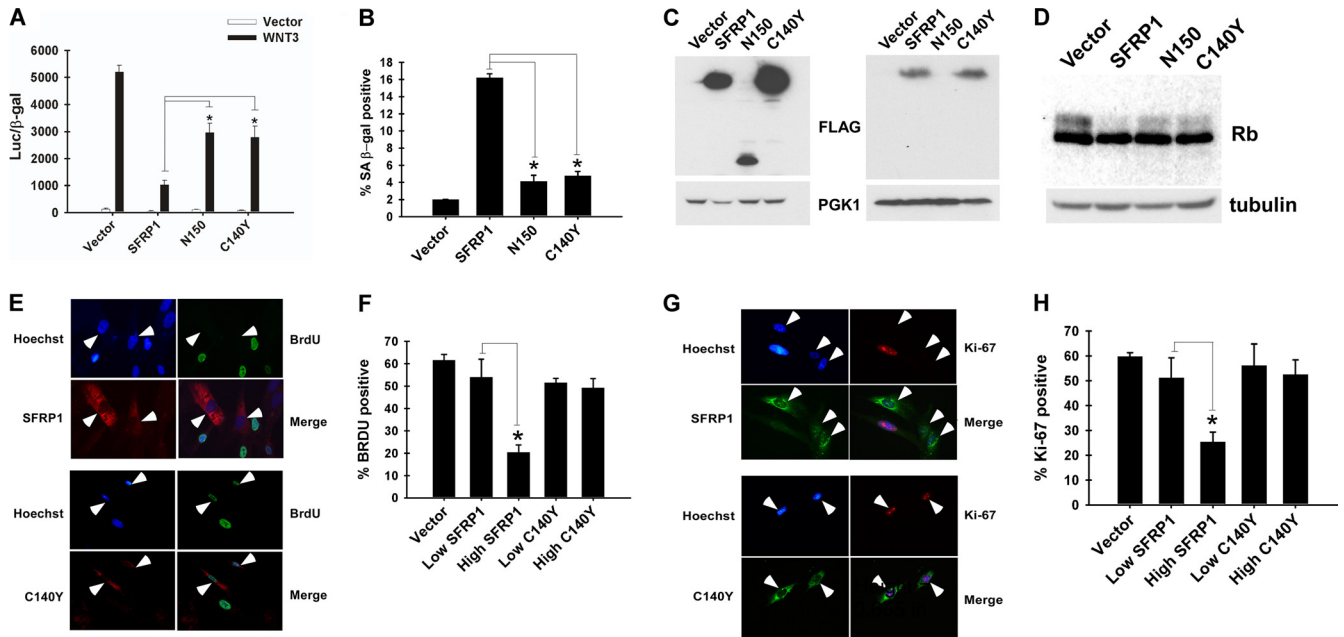 A
Vector
WNT3
Luc/β-gal
6000
5000
4000
3000
2000
1000
0
*
*
Vector
SFRP1
N150
C140Y
B
% SA β-gal positive
18
16
14
12
10
8
6
4
2
0
*
*
Vector
SFRP1
N150
C140Y
C
Vector
SFRP1
N150
C140Y
Vector
SFRP1
N150
C140Y
FLAG
PGK1
D
Vector
SFRP1
N150
C140Y
Rb
tubulin
E
Hoechst
BrdU
SFRP1
Merge
Hoechst
BrdU
C140Y
Merge
F
% BRDU positive
70
60
50
40
30
20
10
0
*
Vector
Low SFRP1
High SFRP1
Low C140Y
High C140Y
G
Hoechst
Ki-67
SFRP1
Merge
Hoechst
Ki-67
C140Y
Merge
H
% Ki-67 positive
70
60
50
40
30
20
10
0
*
Vector
Low SFRP1
High SFRP1
Low C140Y
High C140Y